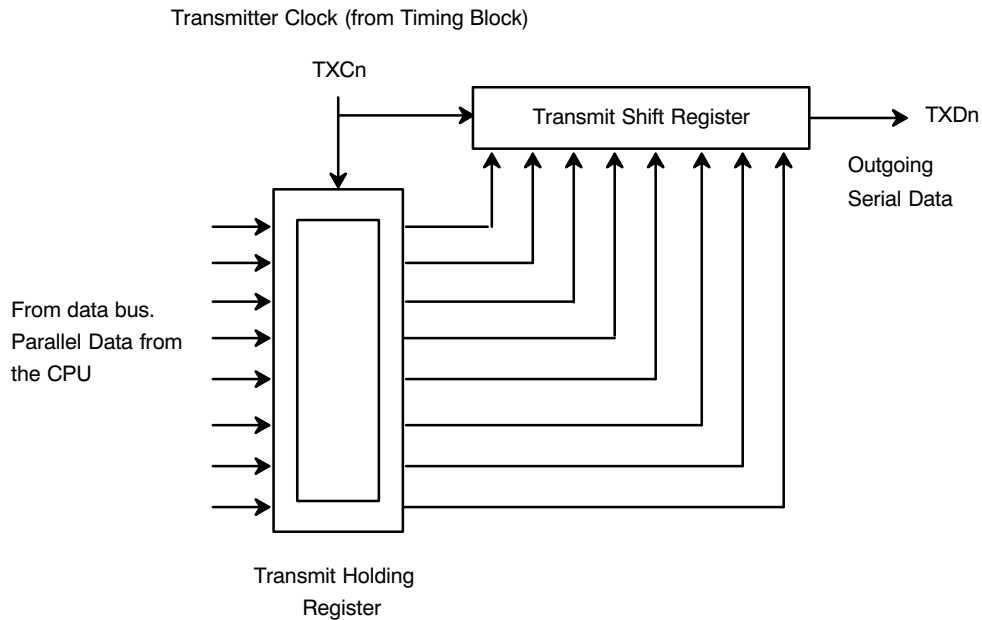 Transmitter Clock (from Timing Block)
TXCn
Transmit Shift Register
TXDn
Outgoing
Serial Data
From data bus.
Parallel Data from
the CPU
Transmit Holding
Register